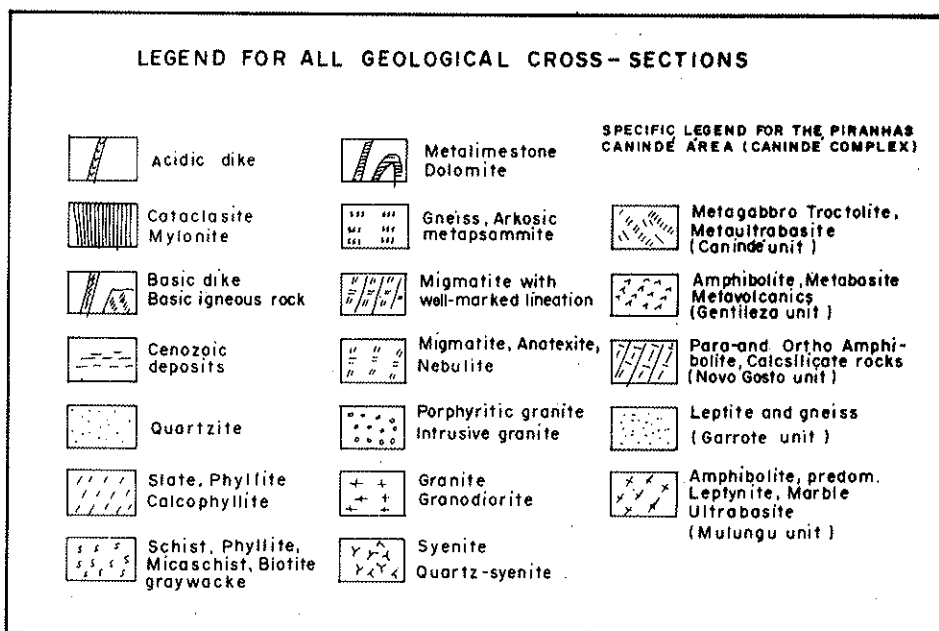 LEGEND FOR ALL GEOLOGICAL CROSS-SECTIONS
Acidic dike
Cataclasite
Mylonite
Basic dike
Basic igneous rock
Cenozoic
deposits
Quartzite
Slate, Phyllite
Calcophyllite
Schist, Phyllite,
Micaschist, Biotite
graywacke
Metalimestone
Dolomite
Gneiss, Arkosic
metapsammite
Migmatite with
well-marked lineation
Migmatite, Anatexite,
Nebulite
Porphyritic granite
Intrusive granite
Granite
Granodiorite
Syenite
Quartz-syenite
SPECIFIC LEGEND FOR THE PIRANHAS
CANINDE AREA (CANINDE COMPLEX)
Metagabbro Troctolite,
Metaultrabasite
(Canindé unit)
Amphibolite, Metabasite
Metavolcanics
(Gentileza unit)
Para-and Ortho Amphi-
bolite, Calcsilicate rocks
(Novo Gosto unit)
Leptite and gneiss
(Garrote unit)
Amphibolite, predom.
Leptynite, Marble
Ultrabasite
(Mulungu unit)